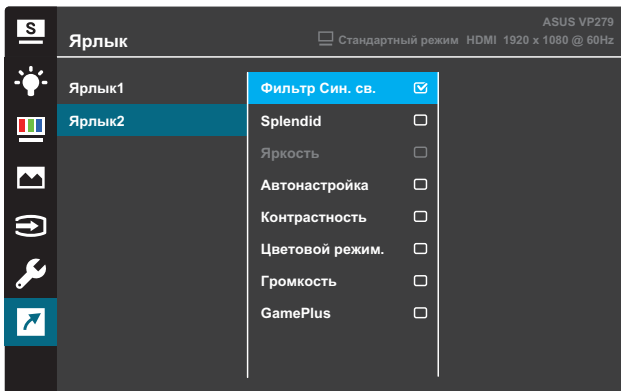 S
ASUS VP279
Ярлык
Стандартный режим HDMI 1920 x 1080 @ 60Hz
Ярлык1
Ярлык2
Фильтр Син. св.
Splendid
Яркость
Автонастройка
Контрастность
Цветовой режим.
Громкость
GamePlus